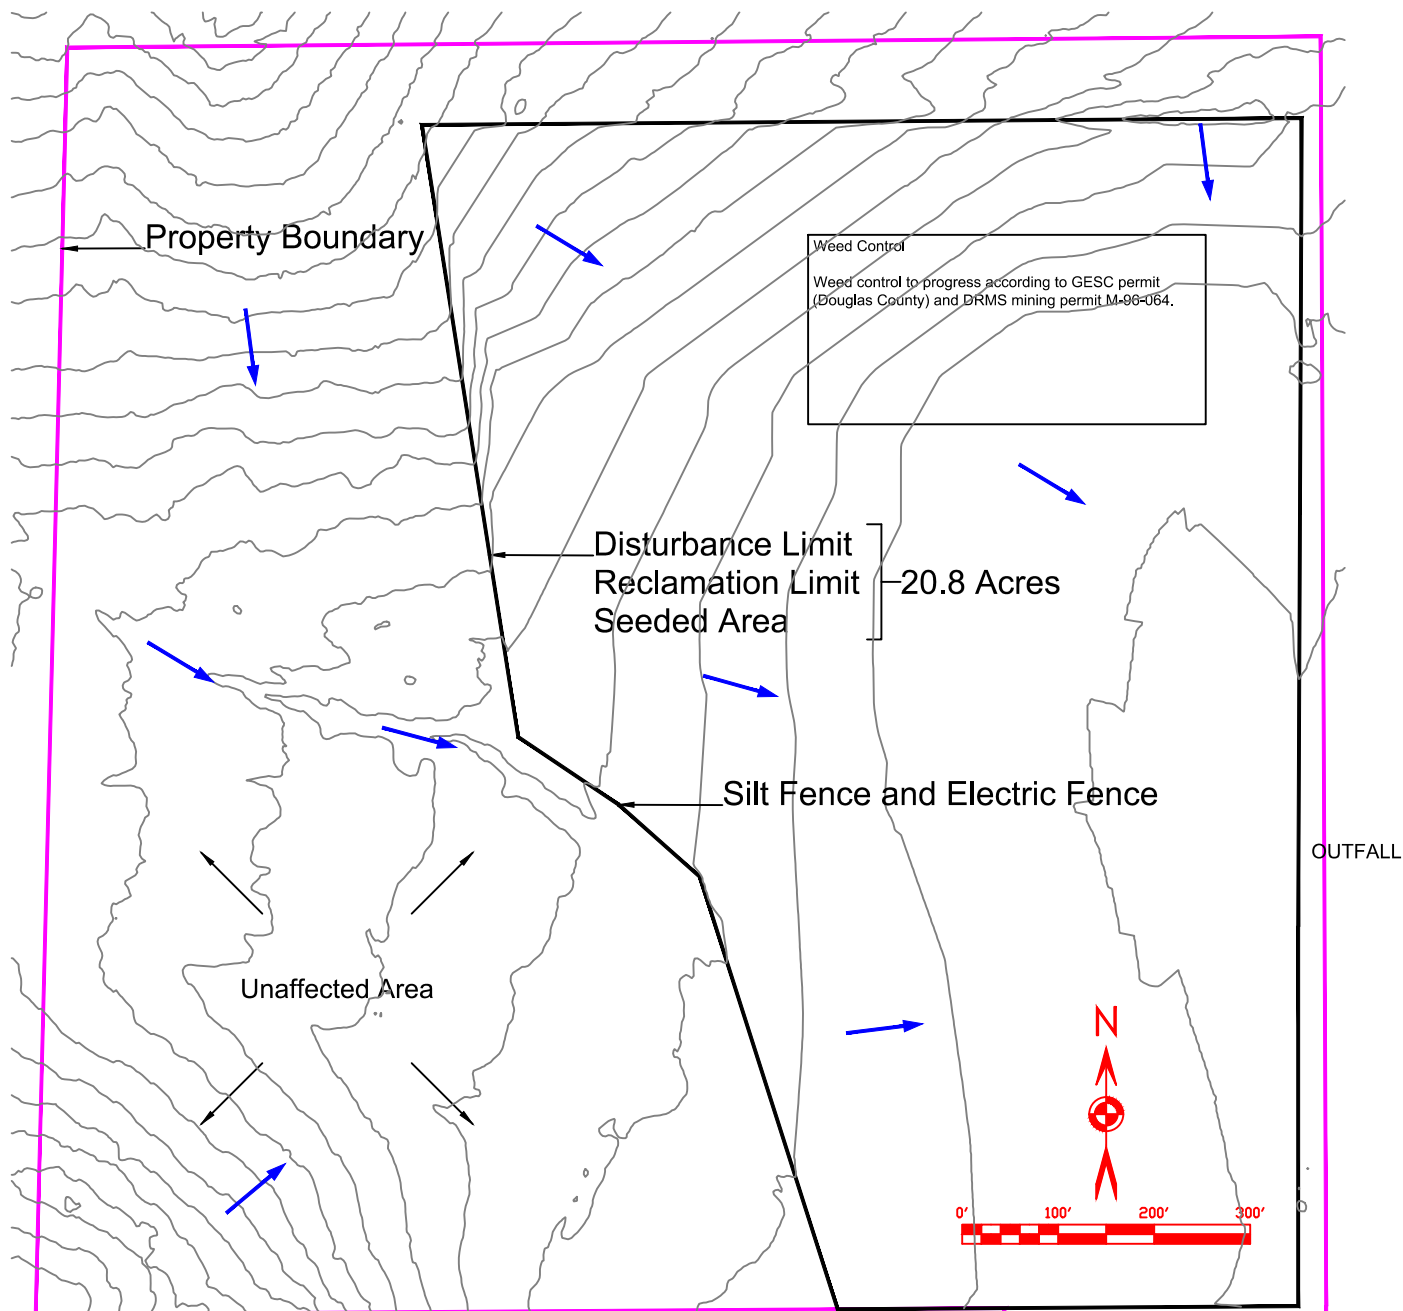 Property Boundary
Weed Control
Weed control to progress according to GESC permit
(Douglas County) and DRMS mining permit M-96-064.
Disturbance Limit
Reclamation Limit
Seeded Area
20.8 Acres
Silt Fence and Electric Fence
OUTFALL
Unaffected Area
N
0' 100' 200' 300'